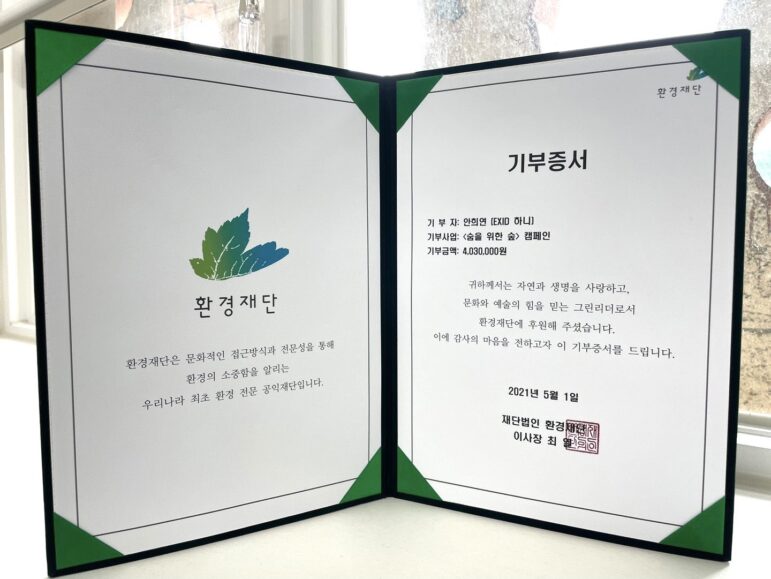 환경재단
환경재단은 문화적인 접근방식과 전문성을 통해
환경의 소중함을 알리는
우리나라 최초 환경 전문 공익재단입니다.
환경재단
기부증서
기 부 자: 안희연 (EXID 하니)
기부사업: <숨을 위한 숲> 캠페인
기부금액: 4,030,000원
귀하께서는 자연과 생명을 사랑하고,
문화와 예술의 힘을 믿는 그린리더로서
환경재단에 후원해 주셨습니다.
이에 감사의 마음을 전하고자 이 기부증서를 드립니다.
2021년 5월 1일
재단법인 환경재단
이사장 최 열